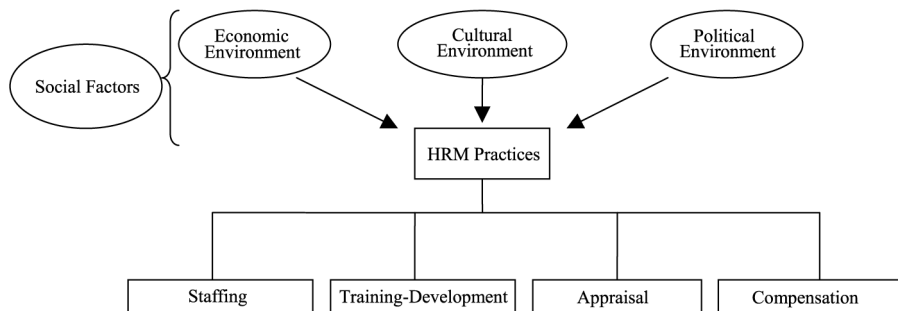 Economic
Environment
Cultural
Environment
Political
Environment
Social Factors
HRM Practices
Staffing
Training-Development
Appraisal
Compensation